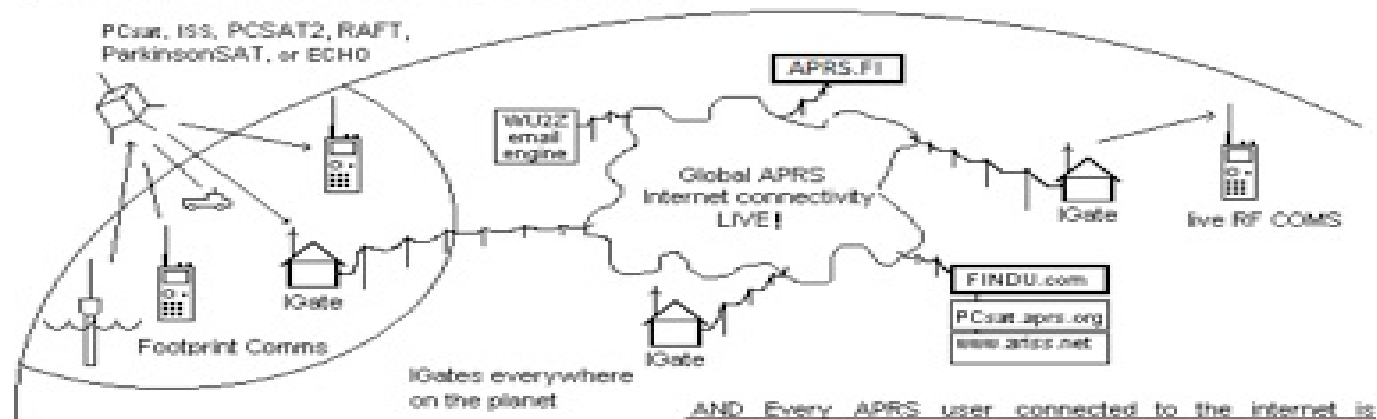 PCsat, ISS, PCSAT2, RAFT,
ParkinsonSAT, or ECHO
APRS.FI
WU2Z
email
engine
Global APRS
Internet connectivity
LIVE!
IGate
live RF COMS
IGate
FINDU.com
PCsat.aprs.org
www.ariss.net
Footprint Comms
IGate
IGates everywhere
on the planet
AND Every APRS user connected to the internet is